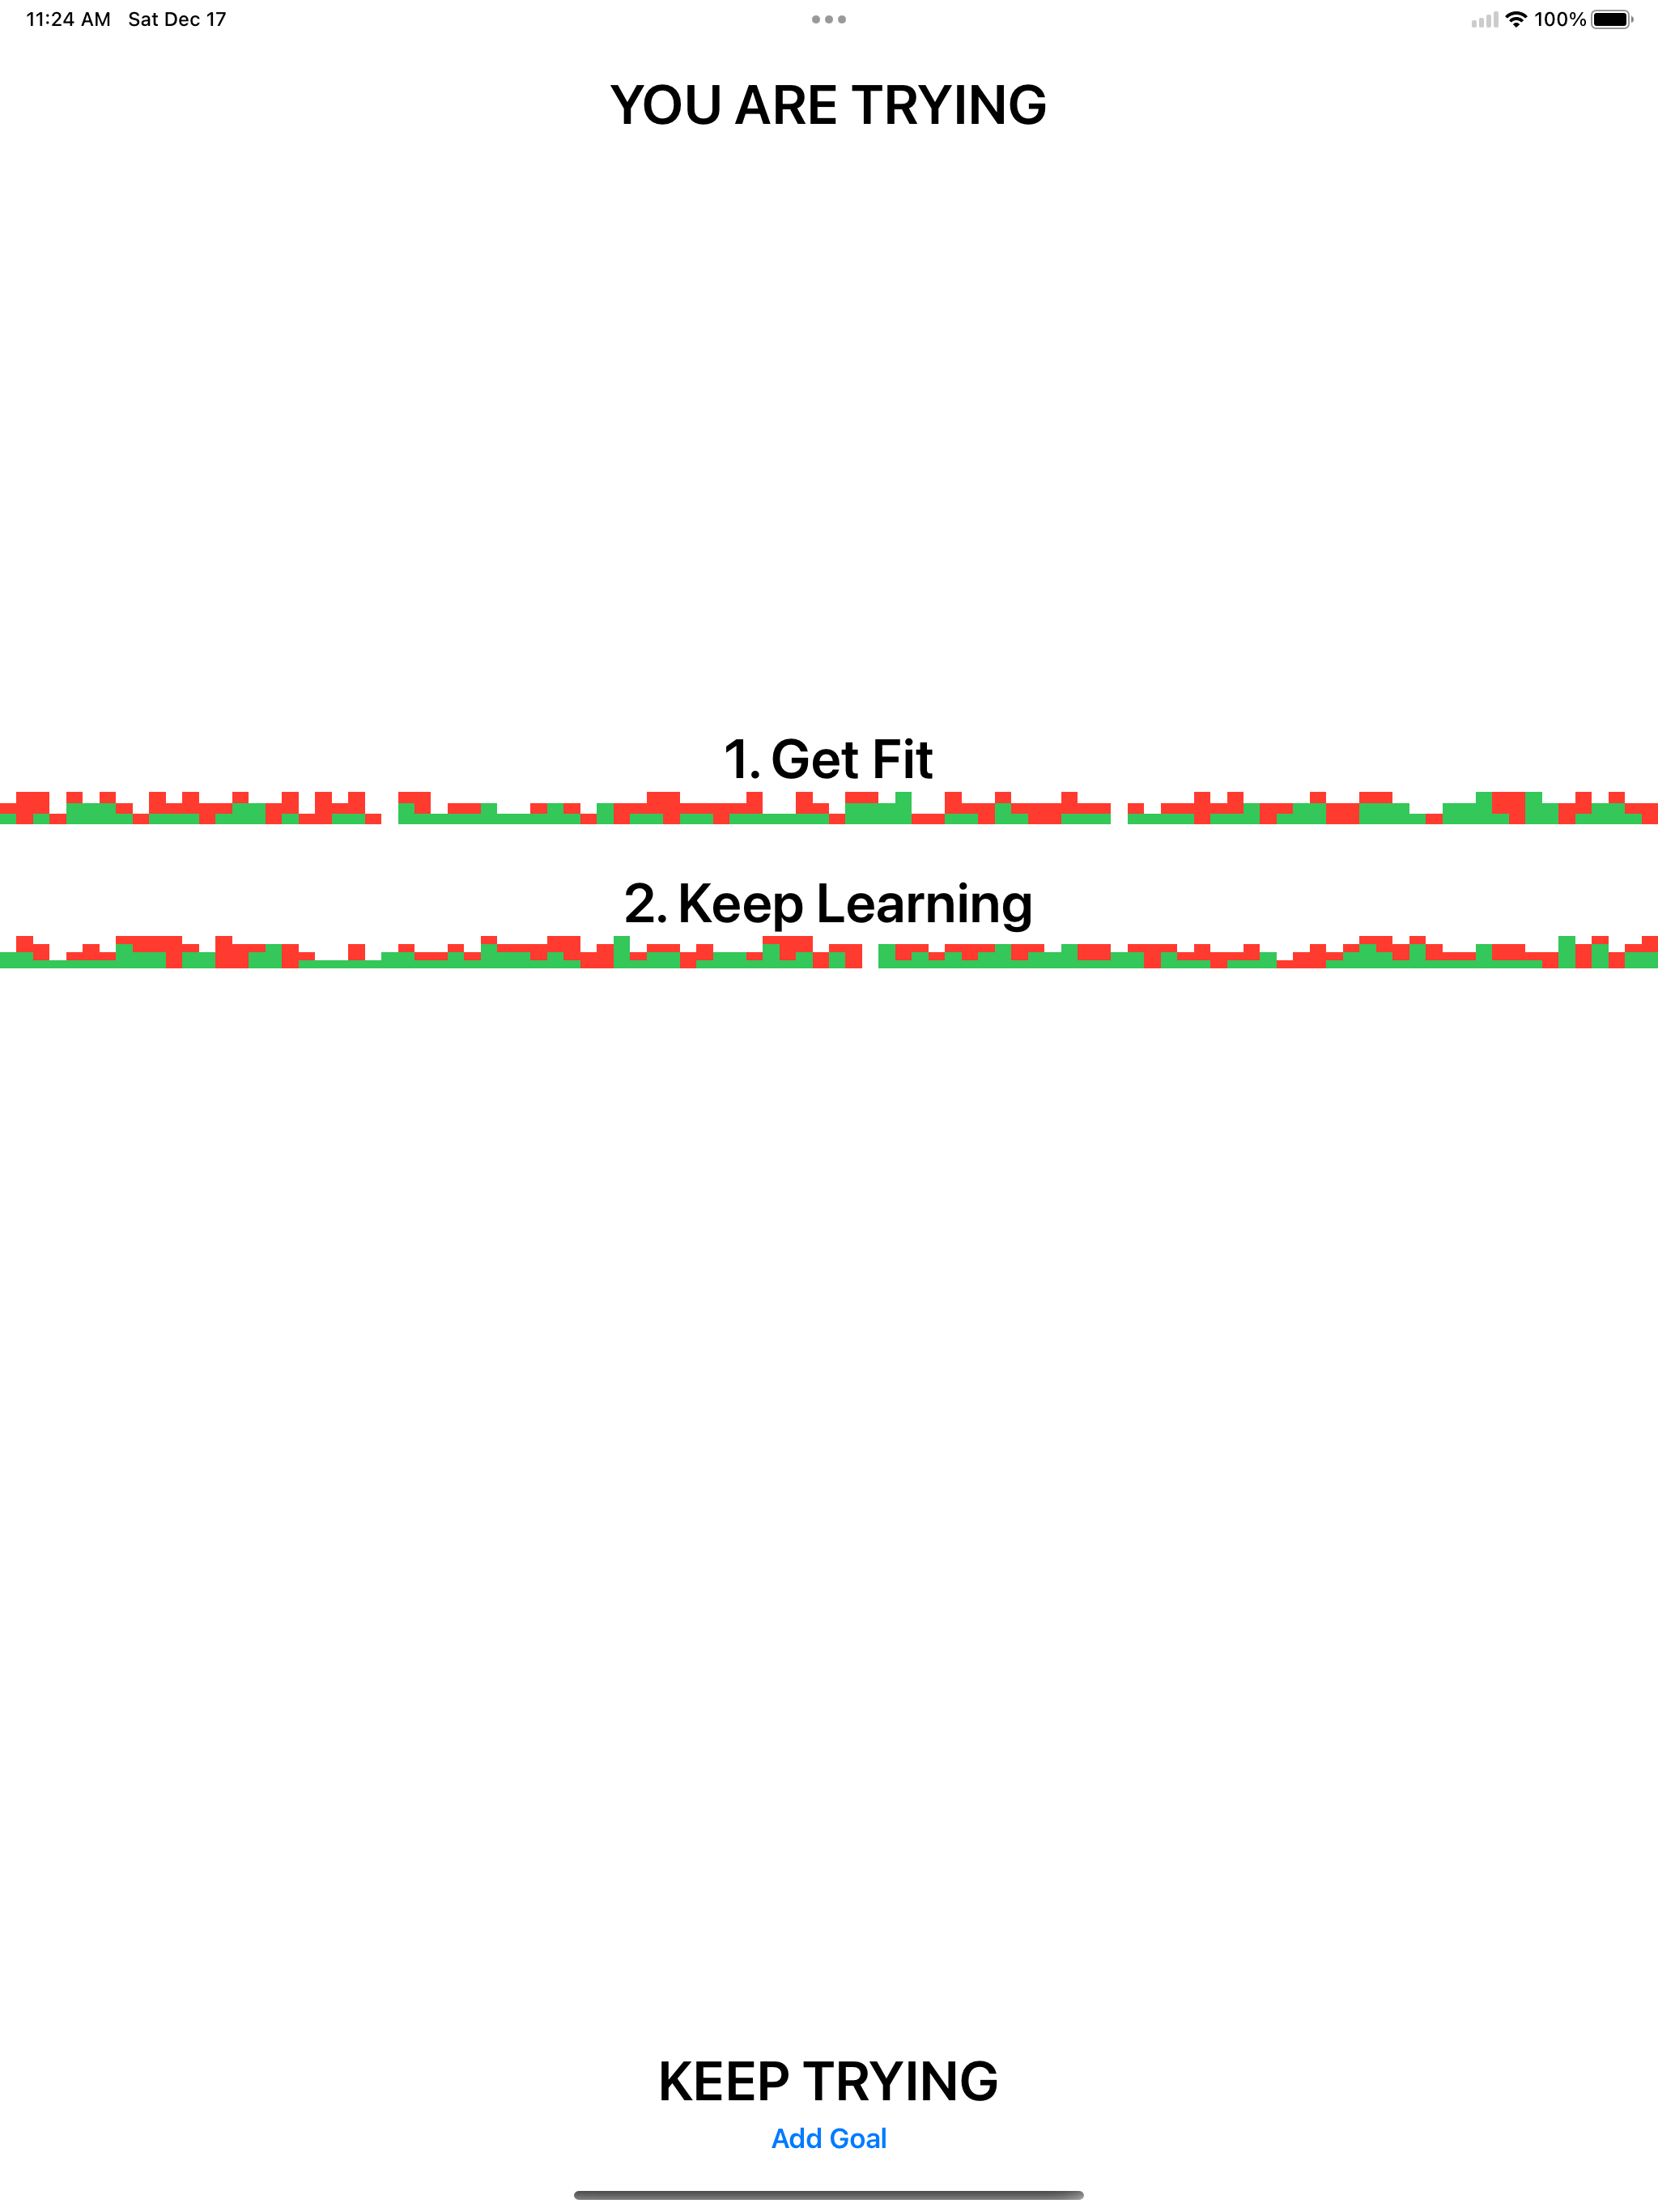 11:24 AM Sat Dec 17 100%
YOU ARE TRYING
1. Get Fit
2. Keep Learning
KEEP TRYING
Add Goal